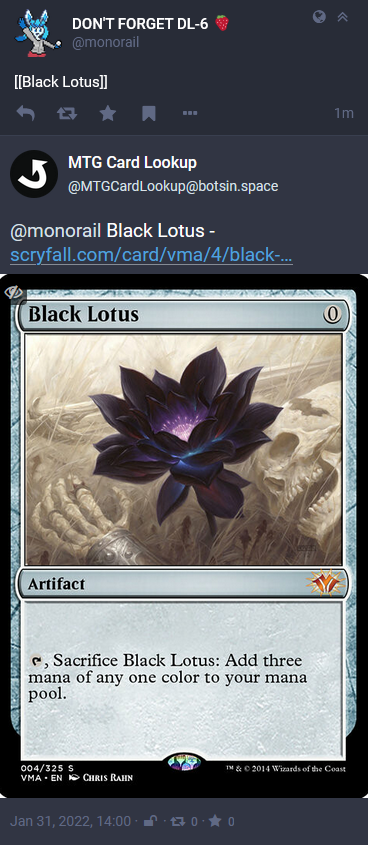 DON'T FORGET DL-6 🍓
@monorail
[[Black Lotus]]
1m
MTG Card Lookup
@MTGCardLookup@botsin.space
@monorail Black Lotus -
scryfall.com/card/vma/4/black-...
Black Lotus 0
Artifact
, Sacrifice Black Lotus: Add three
mana of any one color to your mana
pool.
004/325 S
VMA • EN Chris Rahn
™ & © 2014 Wizards of the Coast
Jan 31, 2022, 14:00 · · 0 · 0